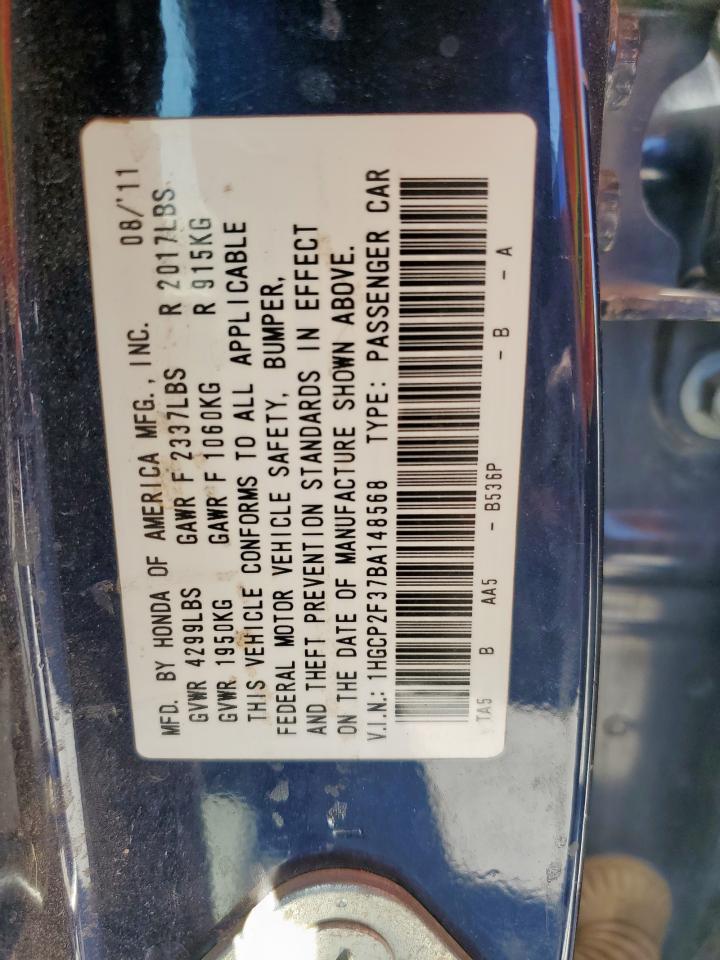 MFD. BY HONDA OF AMERICA MFG., INC. 08/'11
GVWR 4299LBS GAWR F 2337LBS R 2017LBS
GVWR 1950KG GAWR F 1060KG R 915KG
THIS VEHICLE CONFORMS TO ALL APPLICABLE
FEDERAL MOTOR VEHICLE SAFETY, BUMPER,
AND THEFT PREVENTION STANDARDS IN EFFECT
ON THE DATE OF MANUFACTURE SHOWN ABOVE.
V.I.N.: 1HGCP2F37BA148568 TYPE: PASSENGER CAR
TA5 B AA5 - B536P - B - A